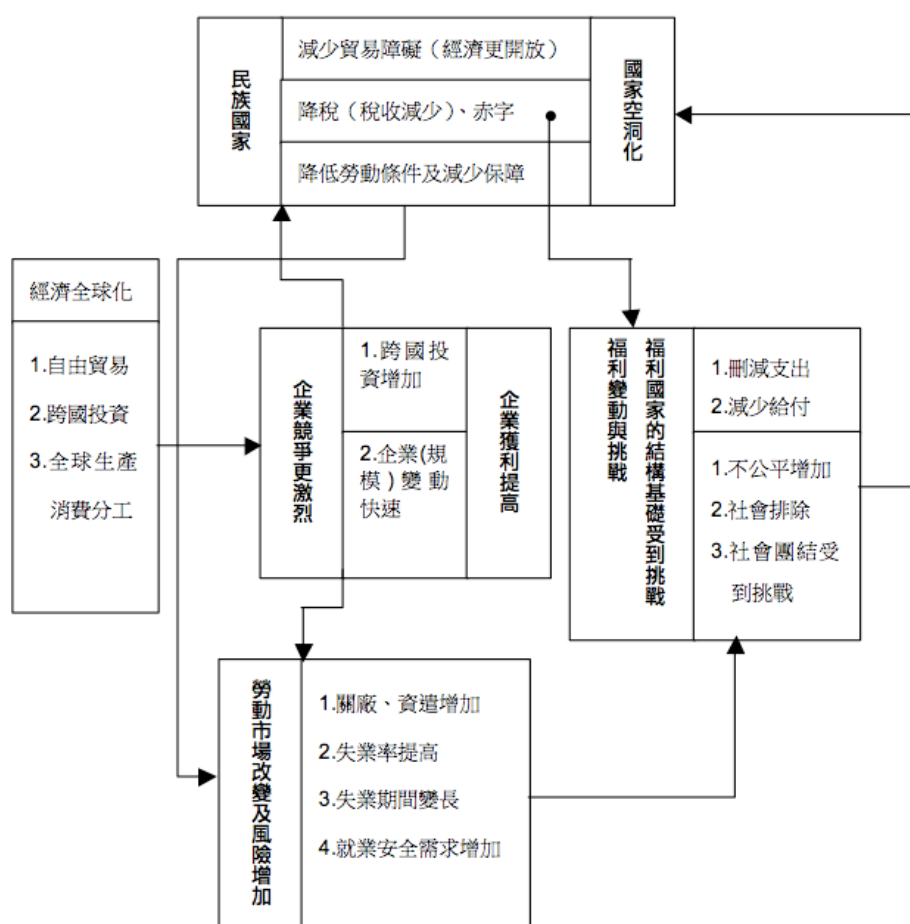 民族國家
減少貿易障礙（經濟更開放）
降稅（稅收減少）、赤字
降低勞動條件及減少保障
國家空洞化
經濟全球化
1.自由貿易
2.跨國投資
3.全球生產
消費分工
企業競爭更激烈
1.跨國投
資增加
2.企業(規
模)變動
快速
企業獲利提高
福利國家的結構基礎受到挑戰
福利變動與挑戰
1.刪減支出
2.減少給付
1.不公平增加
2.社會排除
3.社會團結受
到挑戰
勞動市場改變及風險增加
1.關廠、資遣增加
2.失業率提高
3.失業期間變長
4.就業安全需求增加